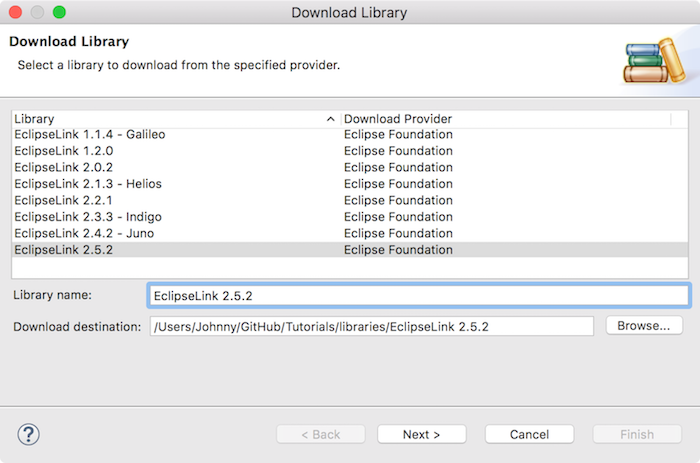 Download Library
Download Library
Select a library to download from the specified provider.
Library Download Provider
EclipseLink 1.1.4 - Galileo Eclipse Foundation
EclipseLink 1.2.0 Eclipse Foundation
EclipseLink 2.0.2 Eclipse Foundation
EclipseLink 2.1.3 - Helios Eclipse Foundation
EclipseLink 2.2.1 Eclipse Foundation
EclipseLink 2.3.3 - Indigo Eclipse Foundation
EclipseLink 2.4.2 - Juno Eclipse Foundation
EclipseLink 2.5.2 Eclipse Foundation
Library name: EclipseLink 2.5.2
Download destination: /Users/Johnny/GitHub/Tutorials/libraries/EclipseLink 2.5.2 Browse...
? < Back Next > Cancel Finish